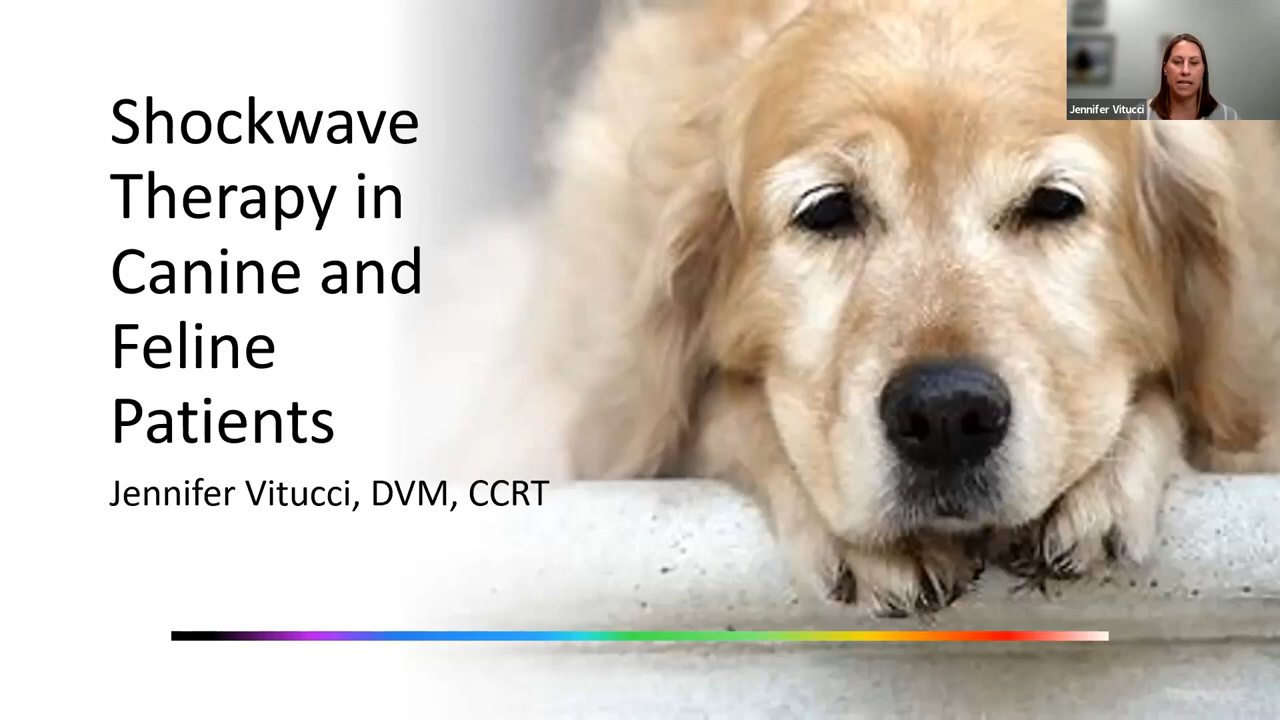 Shockwave
Therapy in
Canine and
Feline
Patients
Jennifer Vitucci, DVM, CCRT
Jennifer Vitucci